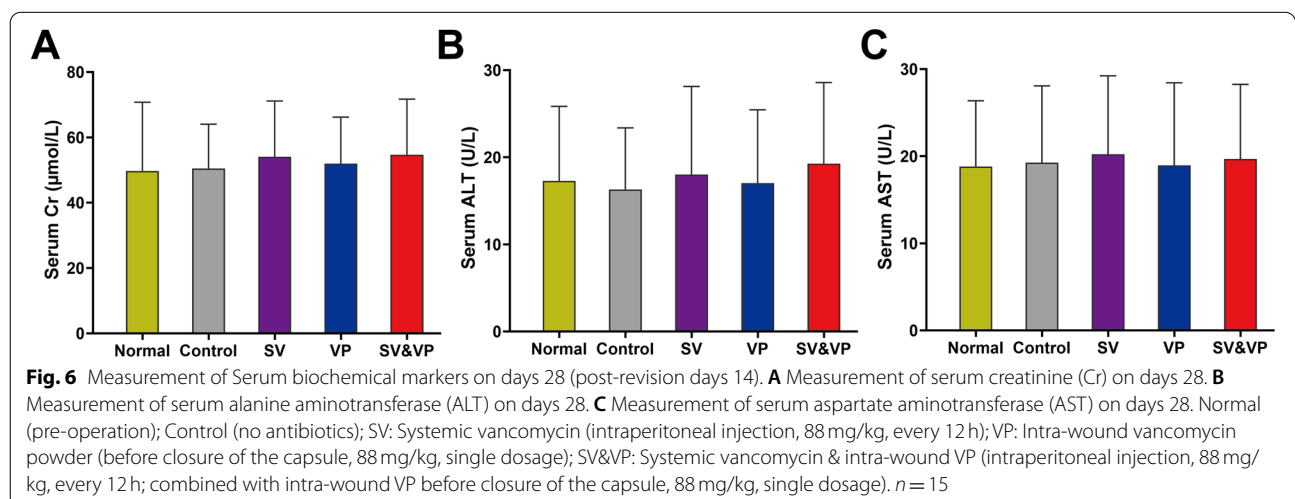 A
B
C
Serum Cr (μmol/L)
80
60
40
20
0
Normal Control SV VP SV&VP
Serum ALT (U/L)
30
20
10
0
Normal Control SV VP SV&VP
Serum AST (U/L)
30
20
10
0
Normal Control SV VP SV&VP
Fig. 6 Measurement of Serum biochemical markers on days 28 (post-revision days 14). A Measurement of serum creatinine (Cr) on days 28. B
Measurement of serum alanine aminotransferase (ALT) on days 28. C Measurement of serum aspartate aminotransferase (AST) on days 28. Normal
(pre-operation); Control (no antibiotics); SV: Systemic vancomycin (intraperitoneal injection, 88 mg/kg, every 12 h); VP: Intra-wound vancomycin
powder (before closure of the capsule, 88 mg/kg, single dosage); SV&VP: Systemic vancomycin & intra-wound VP (intraperitoneal injection, 88 mg/
kg, every 12 h; combined with intra-wound VP before closure of the capsule, 88 mg/kg, single dosage). n = 15